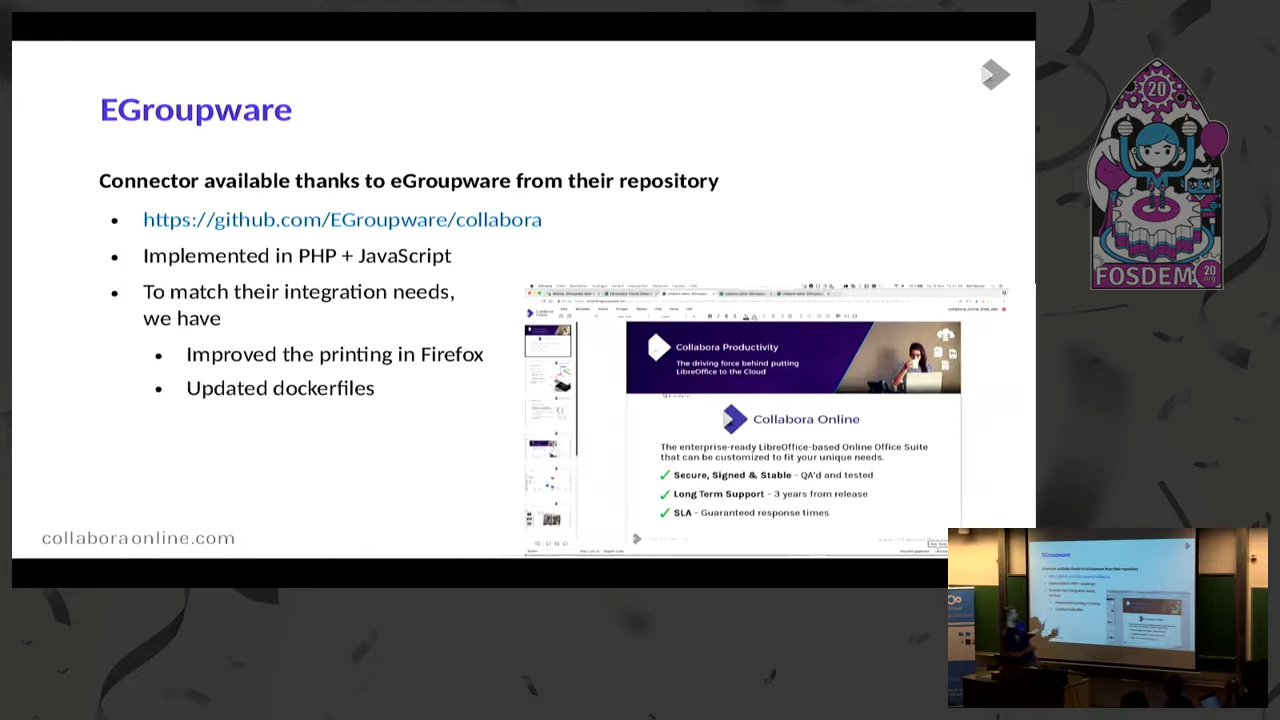 EGroupware
Connector available thanks to eGroupware from their repository
https://github.com/EGroupware/collabora
Implemented in PHP + JavaScript
To match their integration needs,
we have
Improved the printing in Firefox
Updated dockerfiles
Collabora Productivity
The driving force behind putting
LibreOffice to the Cloud
Collabora Online
The enterprise-ready LibreOffice-based Online Office Suite
that can be customized to fit your unique needs.
✓ Secure, Signed & Stable - QA'd and tested
✓ Long Term Support - 3 years from release
✓ SLA - Guaranteed response times
collaboraonline.com
20
FOSDEM
20
.org
EGroupware